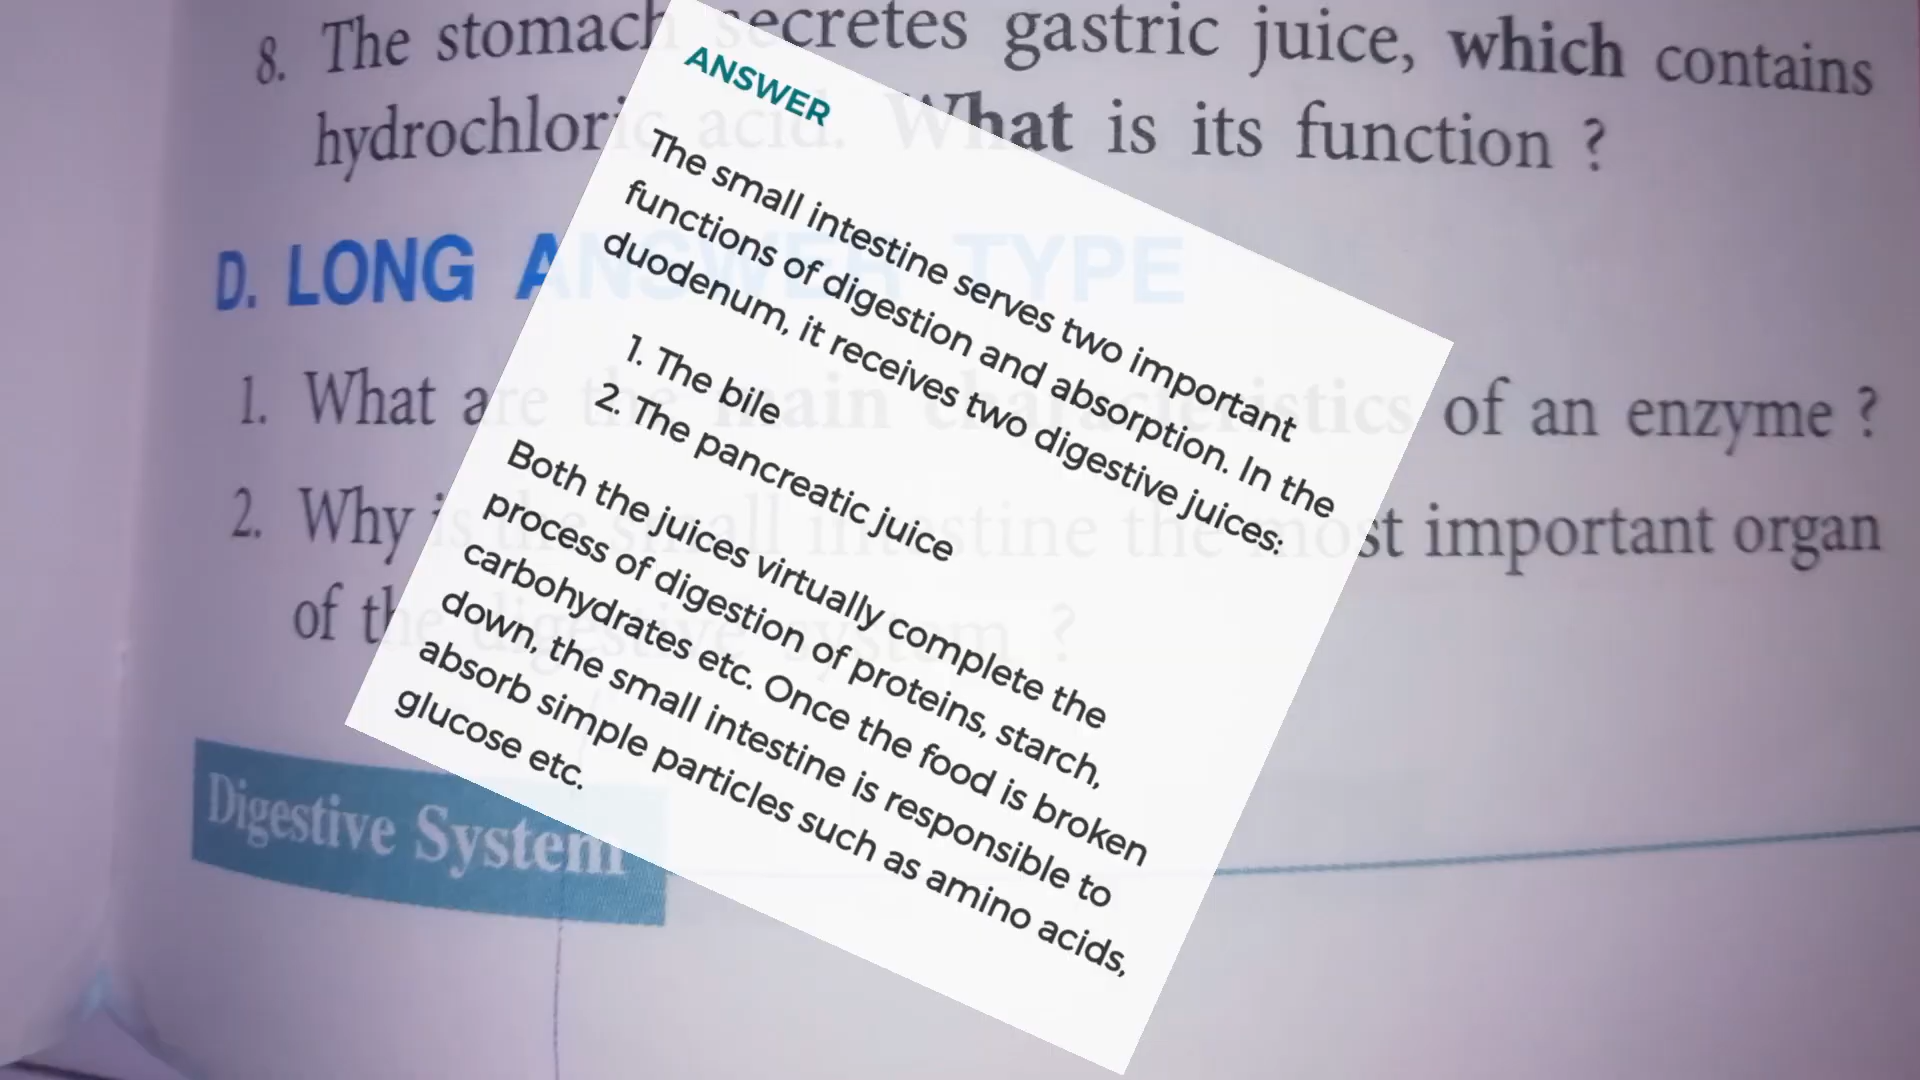 8. The stomach secretes gastric juice, which contains
hydrochloric acid. What is its function ?
D. LONG ANSWER TYPE
1. What are the main characteristics of an enzyme ?
2. Why is the small intestine the most important organ
of the digestive system ?
Digestive System
ANSWER
The small intestine serves two important
functions of digestion and absorption. In the
duodenum, it receives two digestive juices:
1. The bile
2. The pancreatic juice
Both the juices virtually complete the
process of digestion of proteins, starch,
carbohydrates etc. Once the food is broken
down, the small intestine is responsible to
absorb simple particles such as amino acids,
glucose etc.